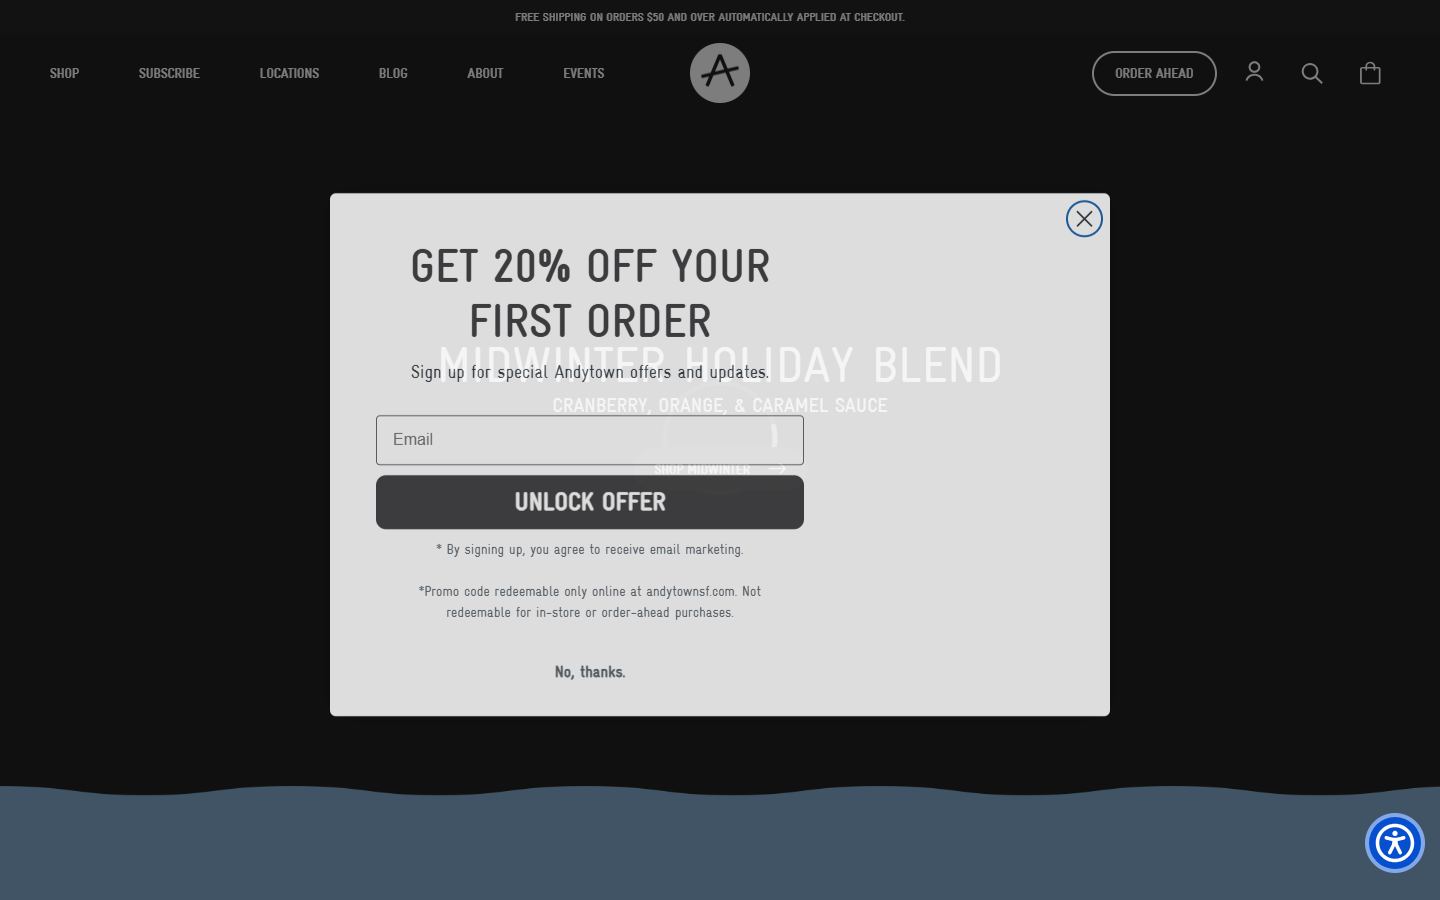 FREE SHIPPING ON ORDERS $50 AND OVER AUTOMATICALLY APPLIED AT CHECKOUT.
SHOP SUBSCRIBE LOCATIONS BLOG ABOUT EVENTS A ORDER AHEAD
GET 20% OFF YOUR
FIRST ORDER
MIDWINTER HOLIDAY BLEND
Sign up for special Andytown offers and updates.
CRANBERRY, ORANGE, & CARAMEL SAUCE
Email
SHOP MIDWINTER
UNLOCK OFFER
* By signing up, you agree to receive email marketing.
*Promo code redeemable only online at andytownsf.com. Not
redeemable for in-store or order-ahead purchases.
No, thanks.